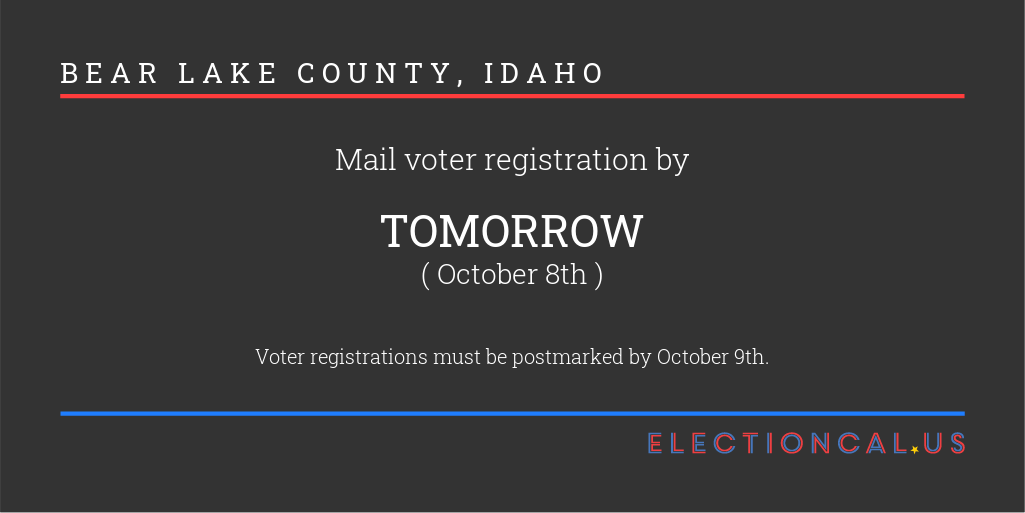 BEAR LAKE COUNTY, IDAHO
Mail voter registration by
TOMORROW
( October 8th )
Voter registrations must be postmarked by October 9th.
ELECTIONCAL.US